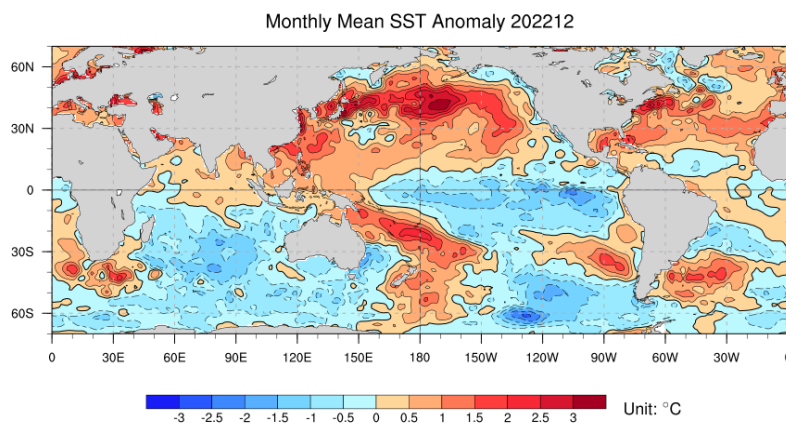 Monthly Mean SST Anomaly 202212
60N
30N
0
30S
60S
0 30E 60E 90E 120E 150E 180 150W 120W 90W 60W 30W 0
-3 -2.5 -2 -1.5 -1 -0.5 0 0.5 1 1.5 2 2.5 3 Unit: °C